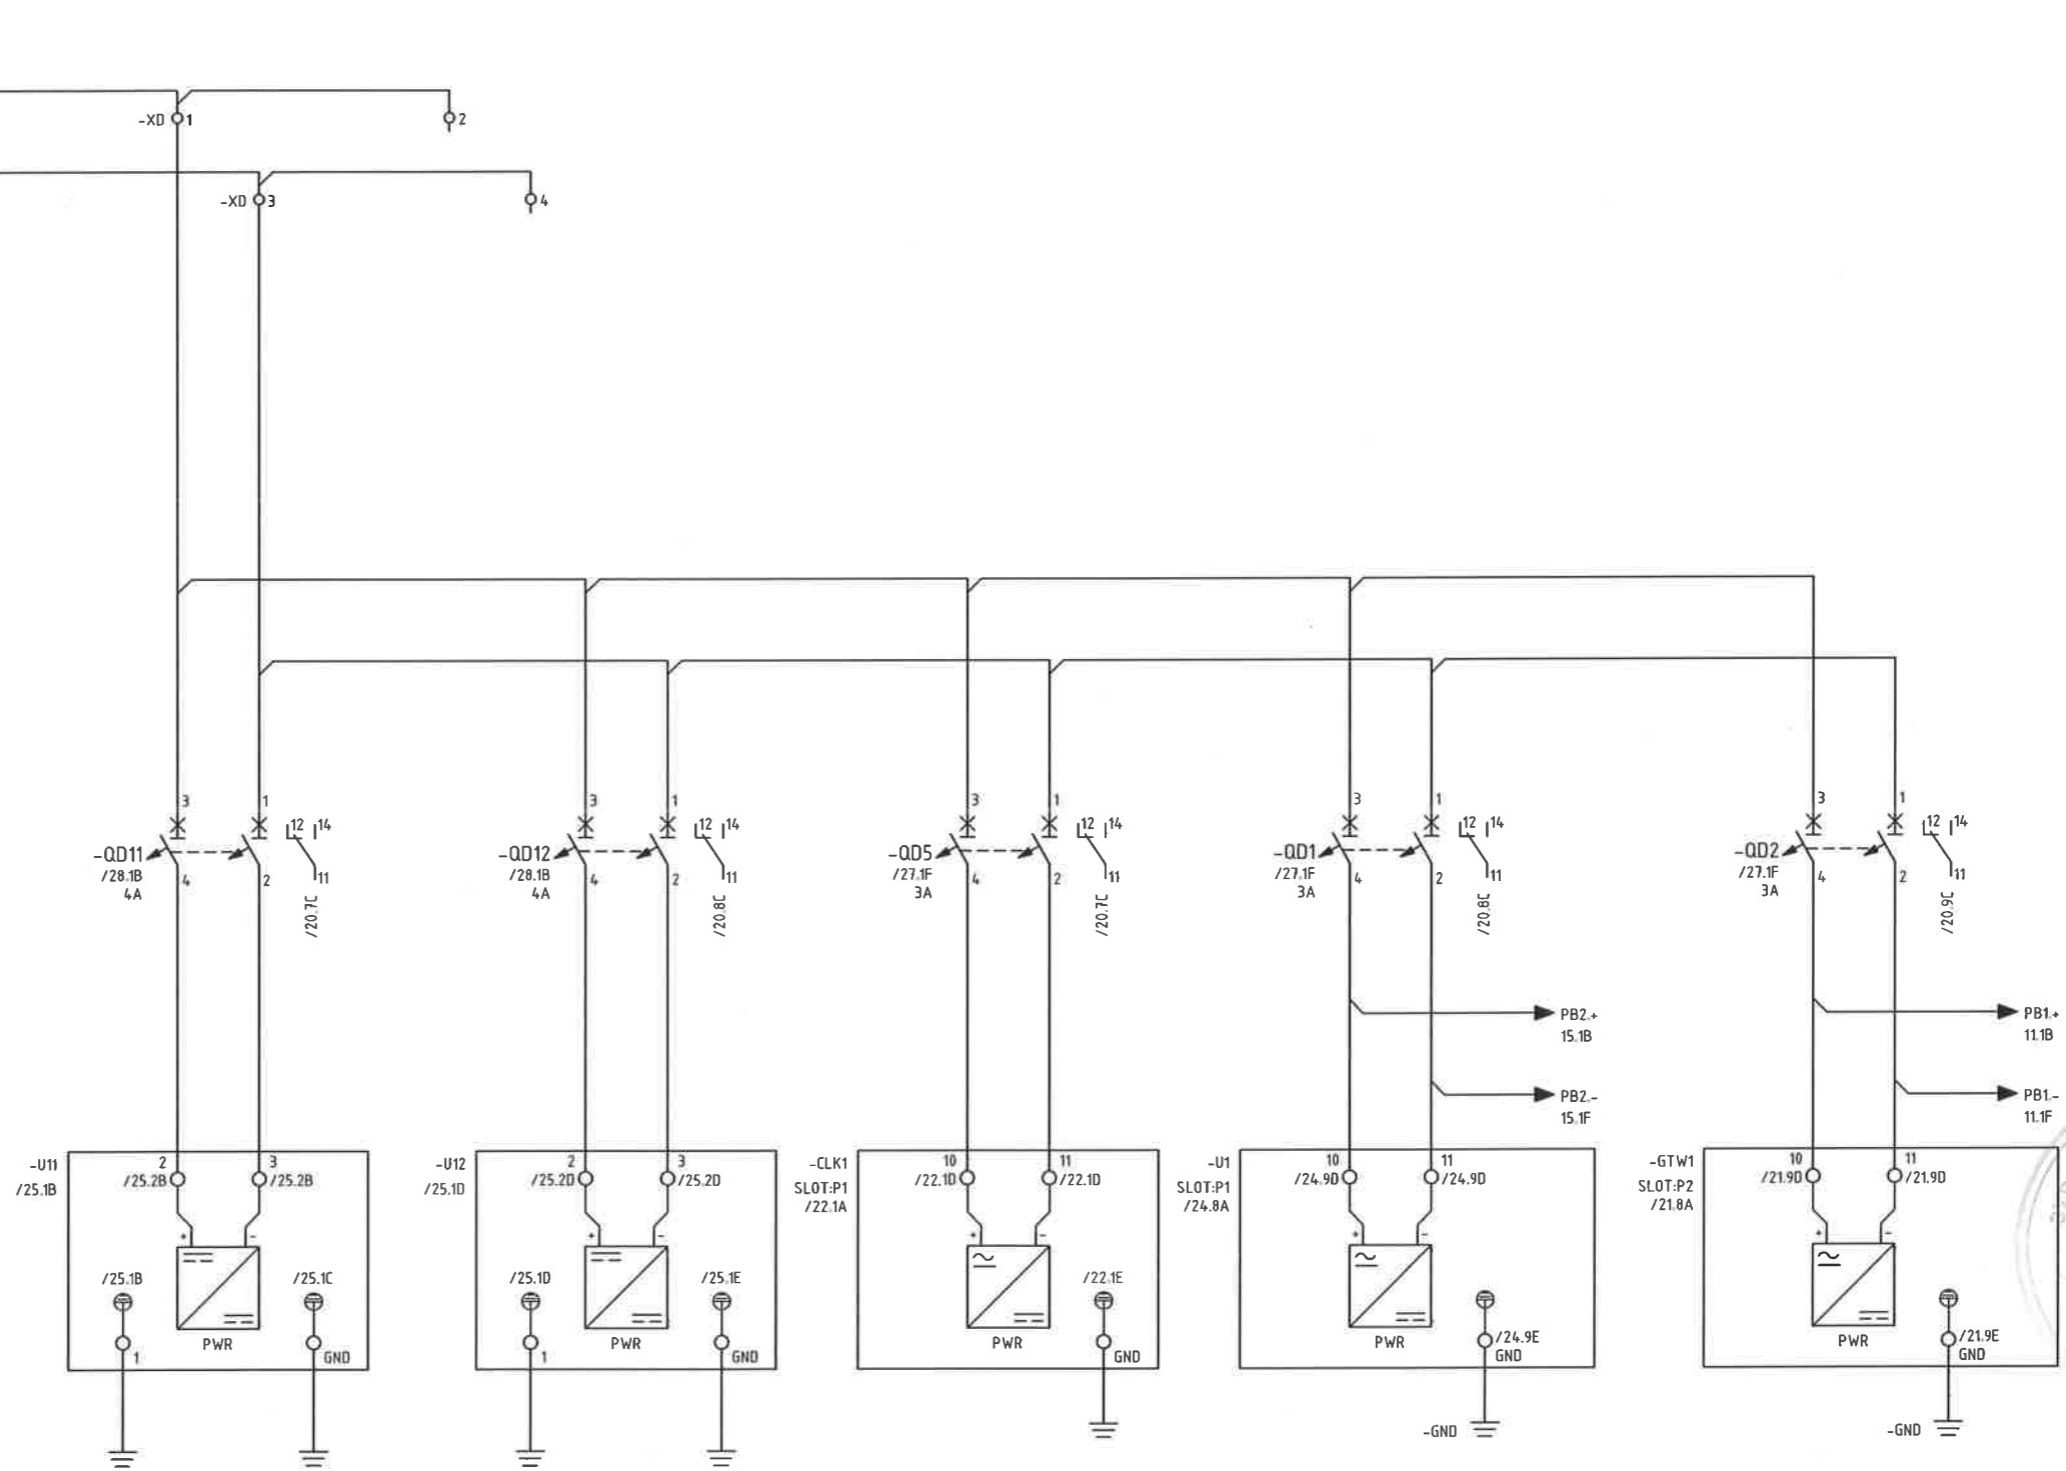 -XD 1
2
-XD 3
4
3 1
12 14
-QD11
/28.1B
4A
4 2 11
/20.7C
3 1
12 14
-QD12
/28.1B
4A
4 2 11
/20.8C
3 1
12 14
-QD5
/27.1F
3A
4 2 11
/20.7C
3 1
12 14
-QD1
/27.1F
3A
4 2 11
/20.8C
3 1
12 14
-QD2
/27.1F
3A
4 2 11
/20.9C
PB2.+
15.1B
PB2.-
15.1F
PB1.+
11.1B
PB1.-
11.1F
-U11
/25.1B
2 3
/25.2B /25.2B
+ -
/25.1B /25.1C
PWR
1 GND
-U12
/25.1D
2 3
/25.2D /25.2D
+ -
/25.1D /25.1E
PWR
1 GND
-CLK1
SLOT:P1
/22.1A
10 11
/22.1D /22.1D
+ -
/22.1E
PWR
GND
-U1
SLOT:P1
/24.8A
10 11
/24.9D /24.9D
+ -
PWR
/24.9E
GND
-GND
-GTW1
SLOT:P2
/21.8A
10 11
/21.9D /21.9D
+ -
PWR
/21.9E
GND
-GND